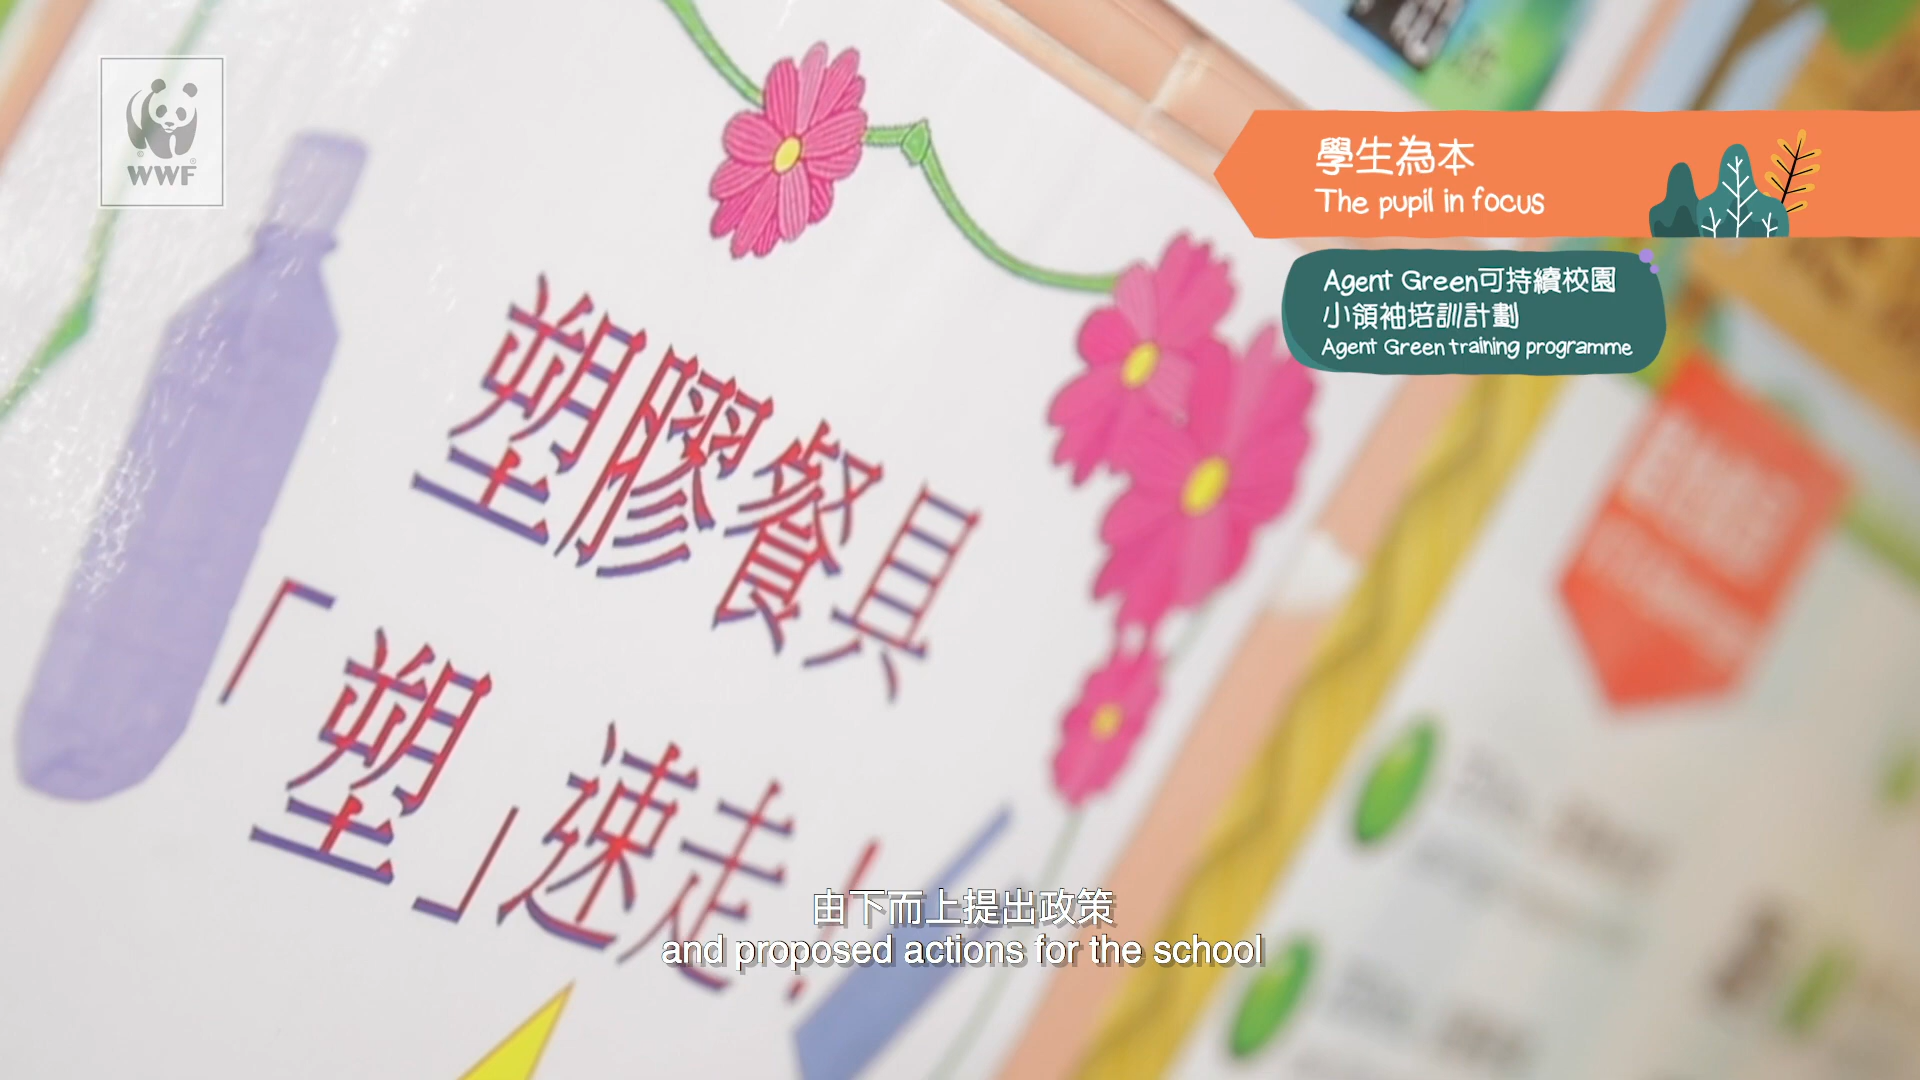 WWF
學生為本
The pupil in focus
Agent Green可持續校園
小領袖培訓計劃
Agent Green training programme
塑膠餐具
「塑」速走！
由下而上提出政策
and proposed actions for the school